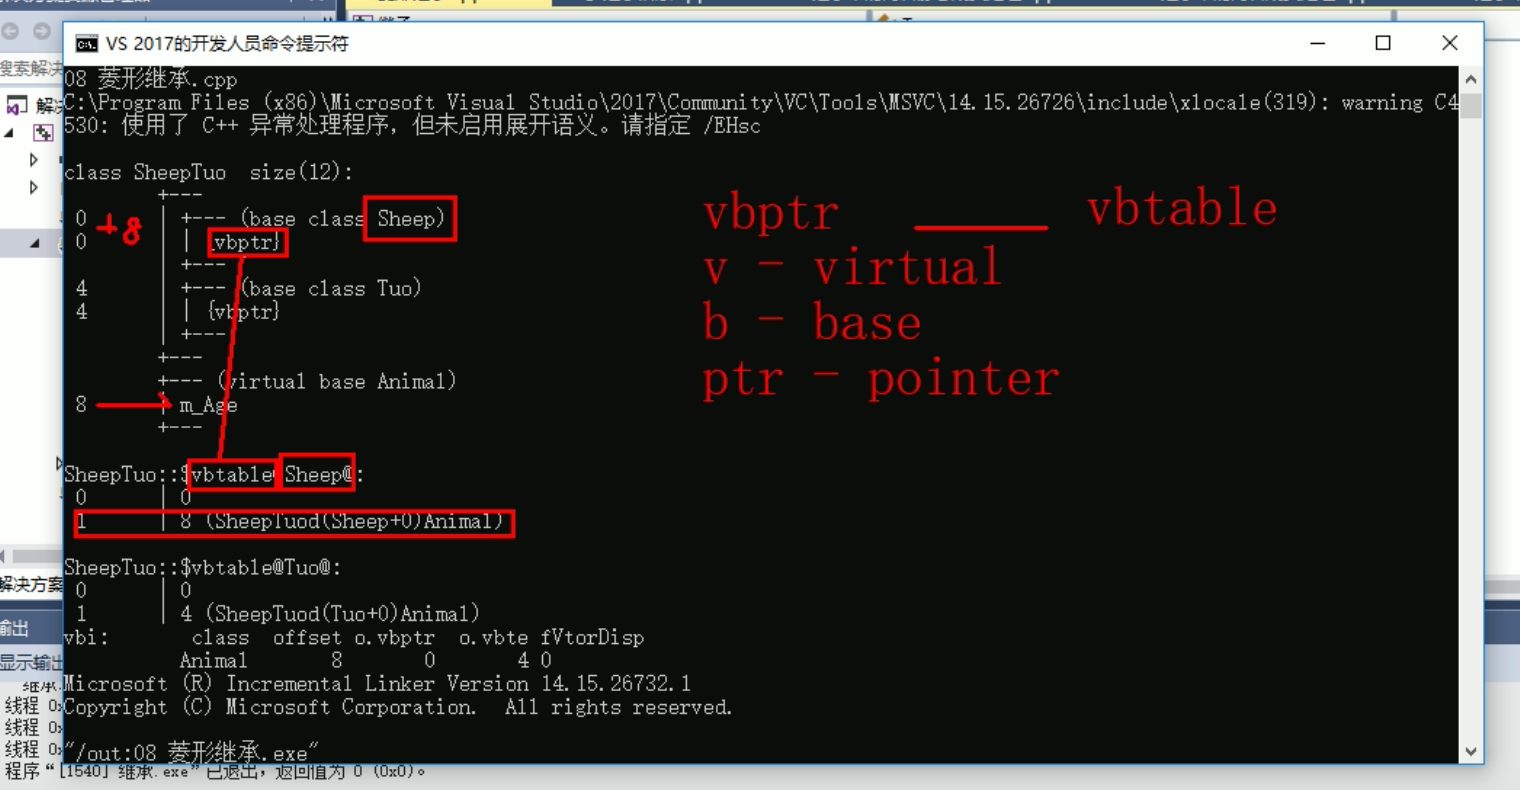 VS 2017的开发人员命令提示符
搜索解决
解决
08 菱形继承.cpp
C:\Program Files (x86)\Microsoft Visual Studio\2017\Community\VC\Tools\MSVC\14.15.26726\include\xlocale(319): warning C4
530: 使用了 C++ 异常处理程序，但未启用展开语义。请指定 /EHsc
class SheepTuo  size(12):
+---
0 | +--- (base class Sheep)
0 | | {vbptr}
| +---
4 | +--- (base class Tuo)
4 | | {vbptr}
| +---
+---
+--- (virtual base Animal)
8 | m_Age
+---
+8
vbptr ______ vbtable
v - virtual
b - base
ptr - pointer
SheepTuo::$vbtable@Sheep@:
0 | 0
1 | 8 (SheepTuod(Sheep+0)Animal)
SheepTuo::$vbtable@Tuo@:
0 | 0
1 | 4 (SheepTuod(Tuo+0)Animal)
vbi: class offset o.vbptr o.vbte fVtorDisp
Animal 8 0 4 0
Microsoft (R) Incremental Linker Version 14.15.26732.1
Copyright (C) Microsoft Corporation.  All rights reserved.
"/out:08 菱形继承.exe"
解决方案
输出
显示输出
线程 0x
线程 0x
线程 0x
程序“[1540] 继承.exe”已退出，返回值为 0 (0x0)。